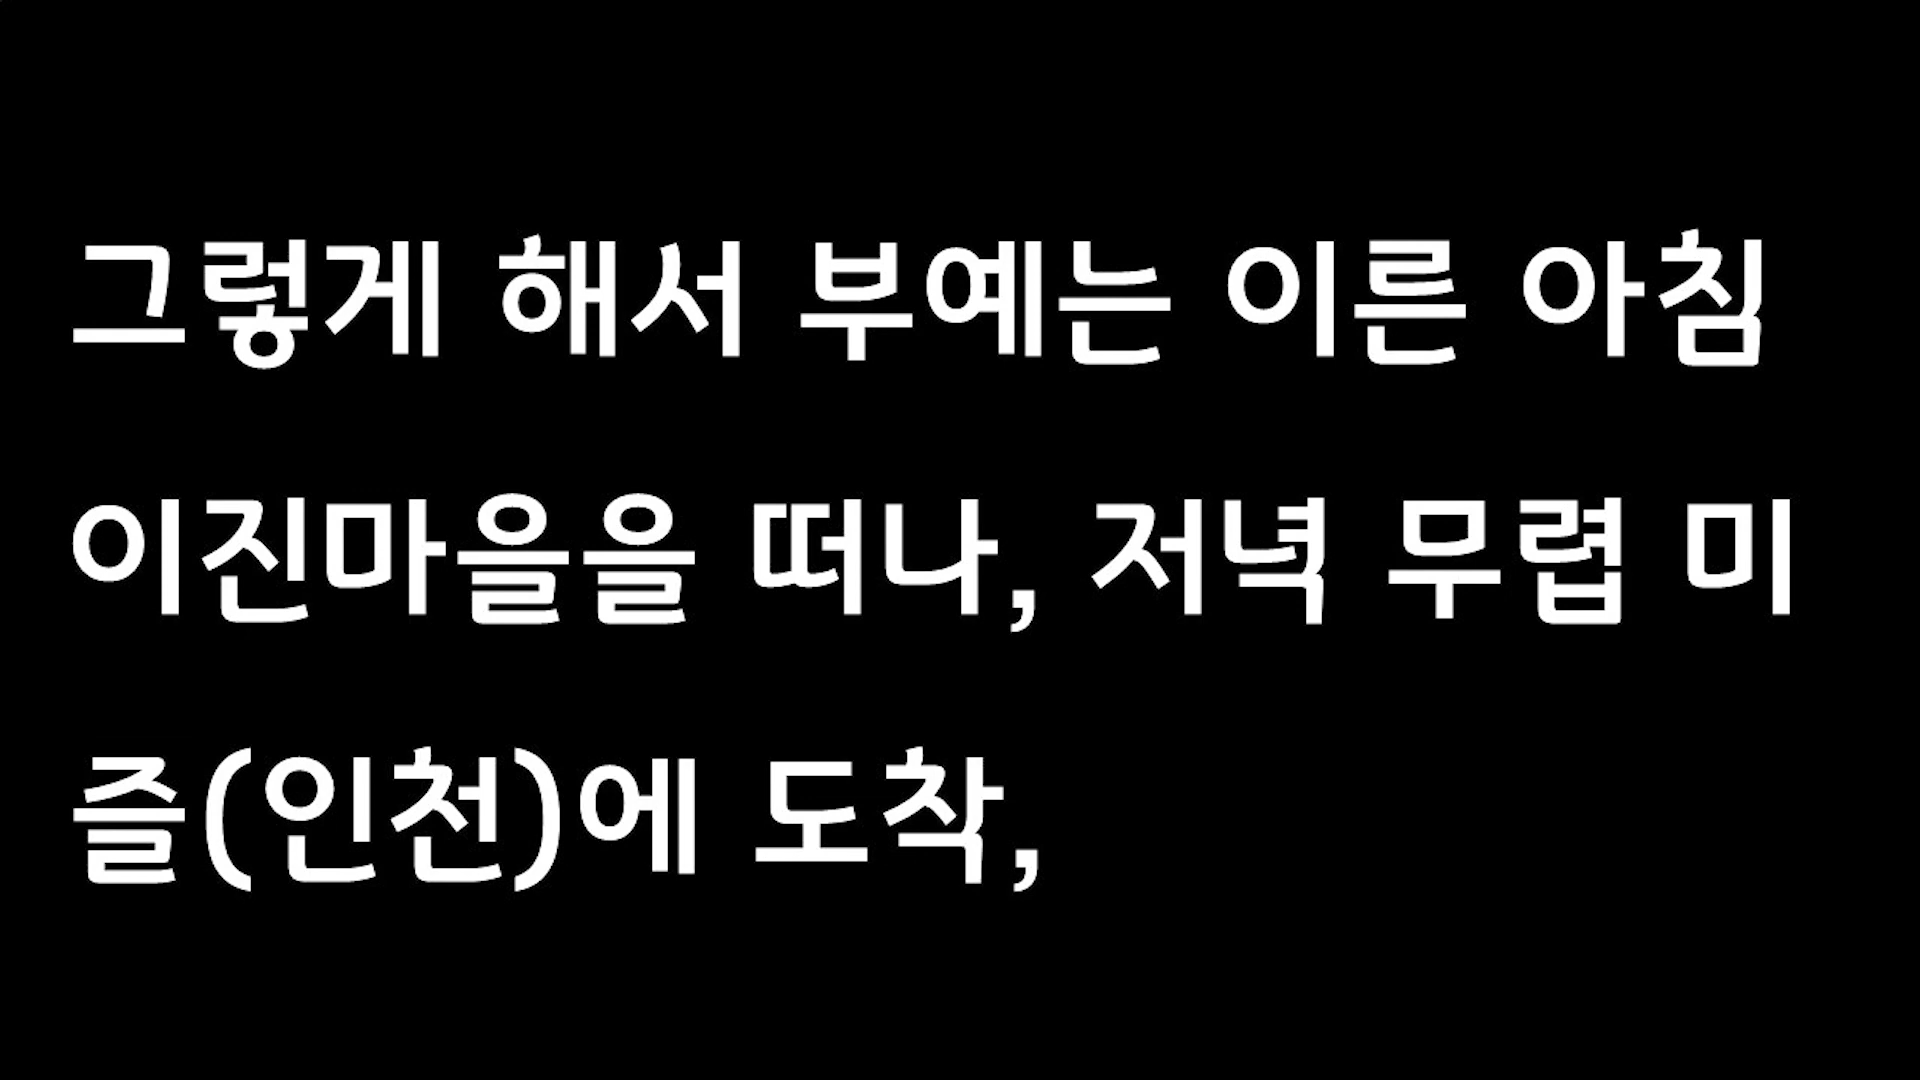 그렇게 해서 부예는 이른 아침
이진마을을 떠나, 저녁 무렵 미
즐(인천)에 도착,